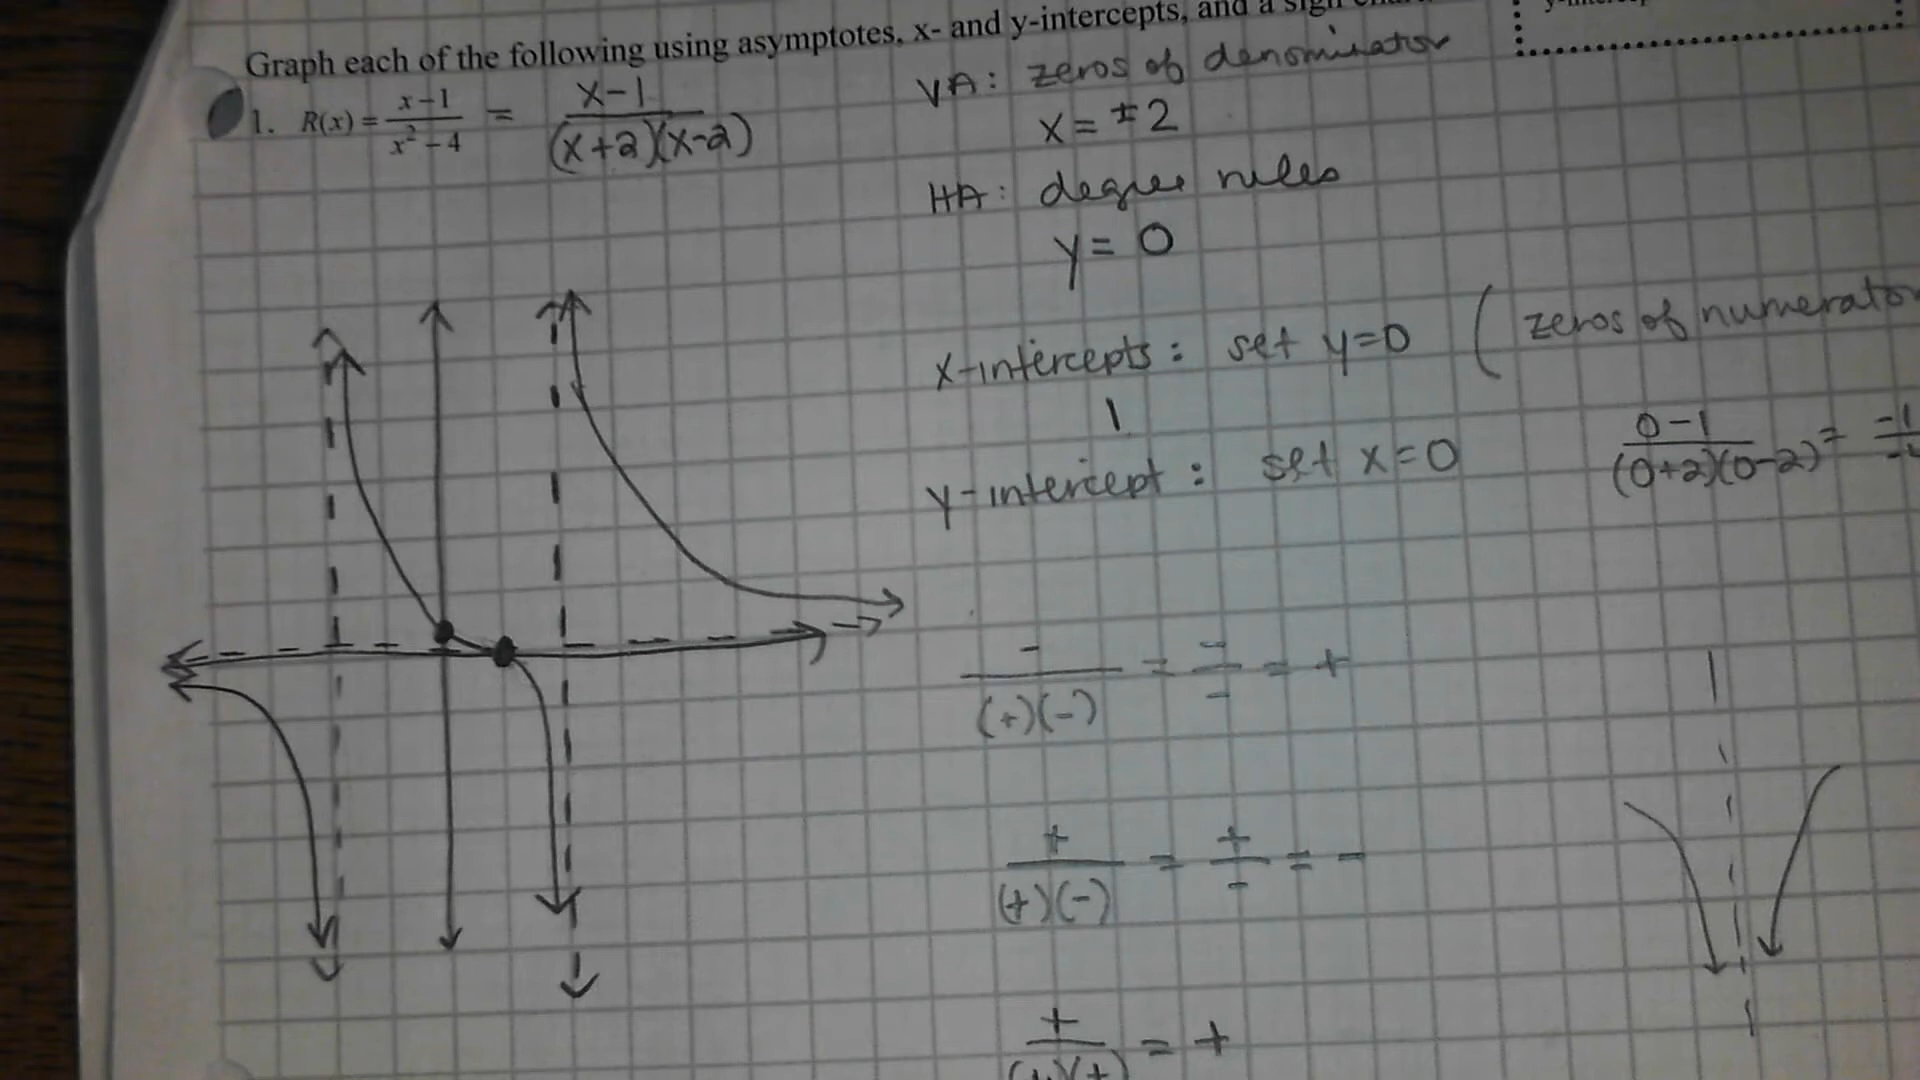 Graph each of the following using asymptotes, x- and y-intercepts, and a sign
1. R(x) = x-1/x²-4 = x-1/(x+2)(x-2)
VA: zeros of denominator
x = ±2
HA: degree rules
y = 0
x-intercepts: set y=0 (zeros of numerator
1
y-intercept: set x=0 0-1/(0+2)(0-2) = -1/
-/(+)(-) = -/- = +
+/(+)(-) = +/- = -
+/(+)(+) = +